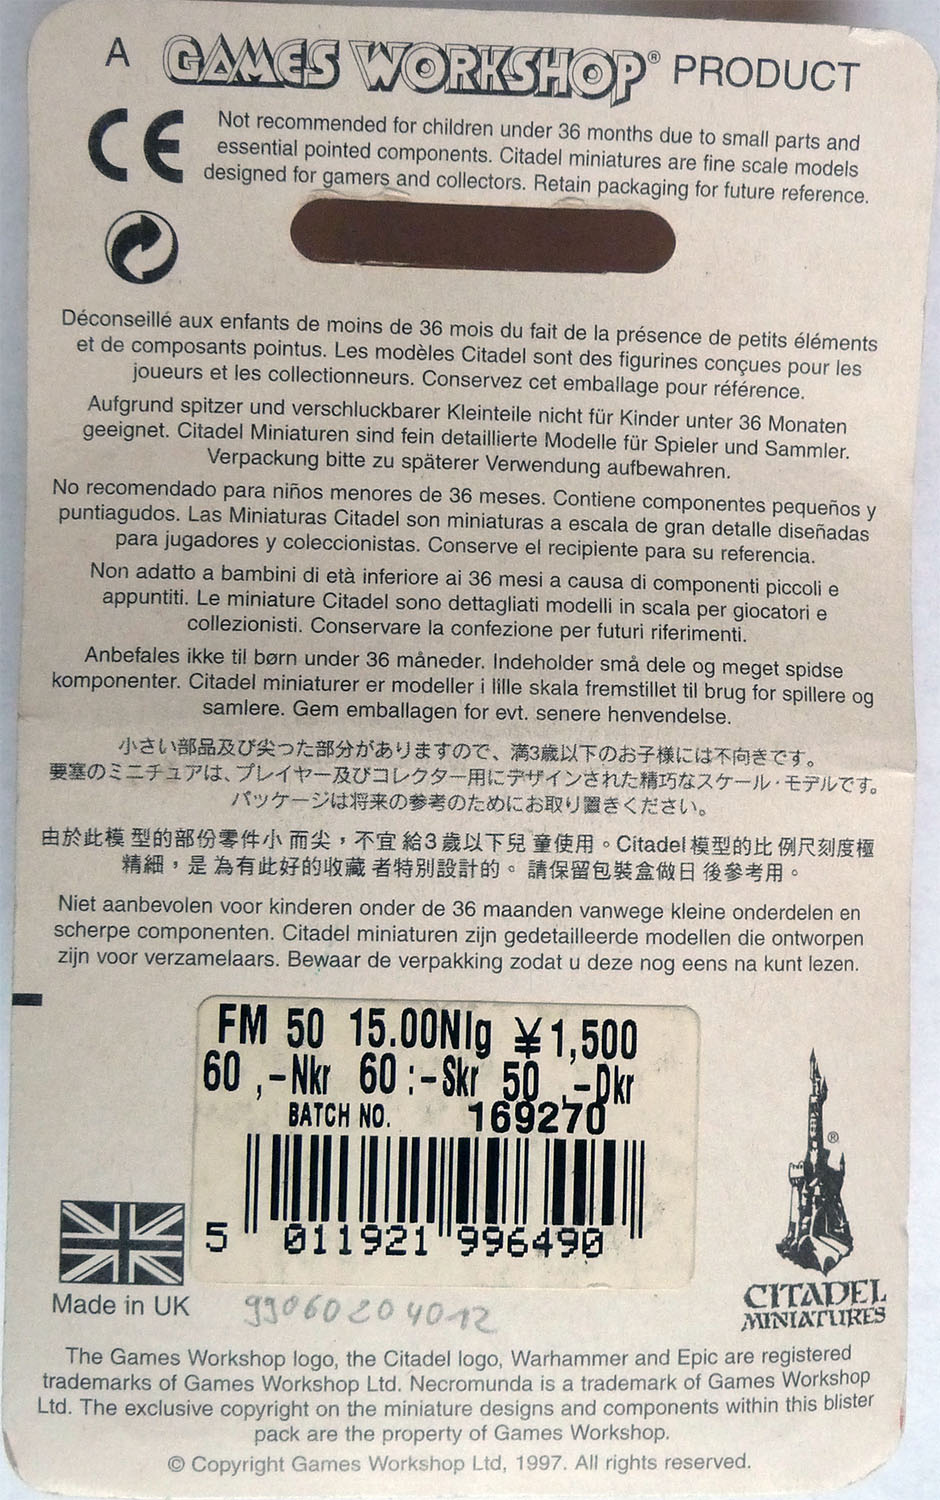 A GAMES WORKSHOP® PRODUCT
CE
Not recommended for children under 36 months due to small parts and
essential pointed components. Citadel miniatures are fine scale models
designed for gamers and collectors. Retain packaging for future reference.
Déconseillé aux enfants de moins de 36 mois du fait de la présence de petits éléments
et de composants pointus. Les modèles Citadel sont des figurines conçues pour les
joueurs et les collectionneurs. Conservez cet emballage pour référence.
Aufgrund spitzer und verschluckbarer Kleinteile nicht für Kinder unter 36 Monaten
geeignet. Citadel Miniaturen sind fein detaillierte Modelle für Spieler und Sammler.
Verpackung bitte zu späterer Verwendung aufbewahren.
No recomendado para niños menores de 36 meses. Contiene componentes pequeños y
puntiagudos. Las Miniaturas Citadel son miniaturas a escala de gran detalle diseñadas
para jugadores y coleccionistas. Conserve el recipiente para su referencia.
Non adatto a bambini di età inferiore ai 36 mesi a causa di componenti piccoli e
appuntiti. Le miniature Citadel sono dettagliati modelli in scala per giocatori e
collezionisti. Conservare la confezione per futuri riferimenti.
Anbefales ikke til børn under 36 måneder. Indeholder små dele og meget spidse
komponenter. Citadel miniaturer er modeller i lille skala fremstillet til brug for spillere og
samlere. Gem emballagen for evt. senere henvendelse.
小さい部品及び尖った部分がありますので、満3歳以下のお子様には不向きです。
要塞のミニチュアは、プレイヤー及びコレクター用にデザインされた精巧なスケール・モデルです。
パッケージは将来の参考のためにお取り置きください。
由於此模 型的部份零件小 而尖，不宜 給3歲以下兒 童使用。Citadel 模型的比 例尺刻度極
精細，是 為有此好的收藏 者特別設計的。 請保留包裝盒做日 後參考用。
Niet aanbevolen voor kinderen onder de 36 maanden vanwege kleine onderdelen en
scherpe componenten. Citadel miniaturen zijn gedetailleerde modellen die ontworpen
zijn voor verzamelaars. Bewaar de verpakking zodat u deze nog eens na kunt lezen.
FM 50 15.00Nlg ¥1,500
60 ,-Nkr 60:-Skr 50 ,-Dkr
BATCH NO. 169270
5 011921 996490
Made in UK
99060204012
®
CITADEL
MINIATURES
The Games Workshop logo, the Citadel logo, Warhammer and Epic are registered
trademarks of Games Workshop Ltd. Necromunda is a trademark of Games Workshop
Ltd. The exclusive copyright on the miniature designs and components within this blister
pack are the property of Games Workshop.
© Copyright Games Workshop Ltd, 1997. All rights reserved.